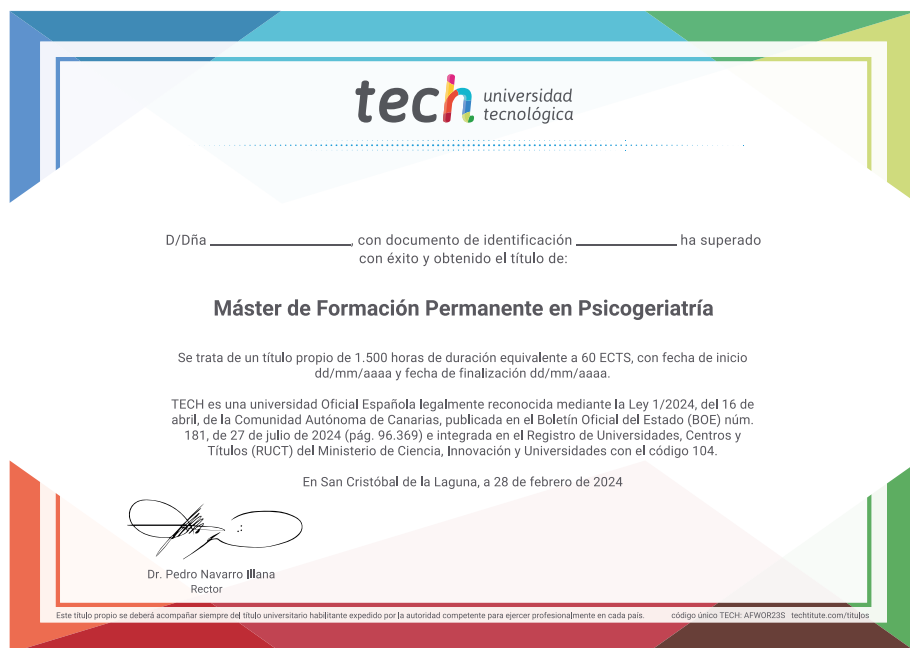 tech universidad
tecnológica
D/Dña ______________, con documento de identificación __________ ha superado
con éxito y obtenido el título de:
Máster de Formación Permanente en Psicogeriatría
Se trata de un título propio de 1.500 horas de duración equivalente a 60 ECTS, con fecha de inicio
dd/mm/aaaa y fecha de finalización dd/mm/aaaa.
TECH es una universidad Oficial Española legalmente reconocida mediante la Ley 1/2024, del 16 de
abril, de la Comunidad Autónoma de Canarias, publicada en el Boletín Oficial del Estado (BOE) núm.
181, de 27 de julio de 2024 (pág. 96.369) e integrada en el Registro de Universidades, Centros y
Títulos (RUCT) del Ministerio de Ciencia, Innovación y Universidades con el código 104.
En San Cristóbal de la Laguna, a 28 de febrero de 2024
Dr. Pedro Navarro Illana
Rector
Este título propio se deberá acompañar siempre del título universitario habilitante expedido por la autoridad competente para ejercer profesionalmente en cada país. código único TECH: AFWOR23S techtitute.com/titulos